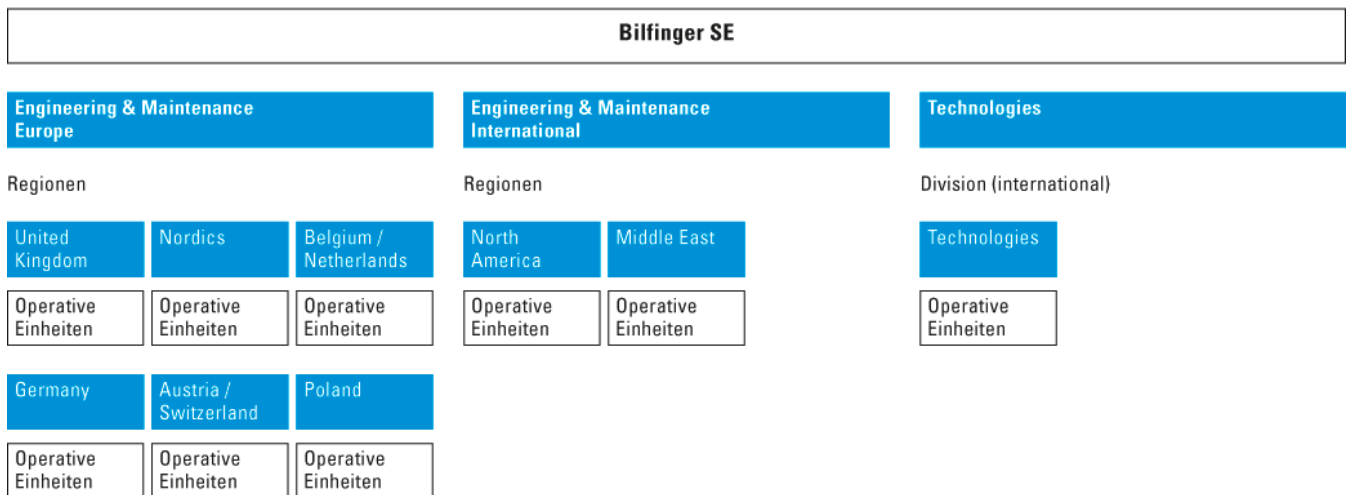 Bilfinger SE
Engineering & Maintenance
Europe
Engineering & Maintenance
International
Technologies
Regionen
Regionen
Division (international)
United
Kingdom
Nordics
Belgium /
Netherlands
North
America
Middle East
Technologies
Operative
Einheiten
Operative
Einheiten
Operative
Einheiten
Operative
Einheiten
Operative
Einheiten
Operative
Einheiten
Germany
Austria /
Switzerland
Poland
Operative
Einheiten
Operative
Einheiten
Operative
Einheiten